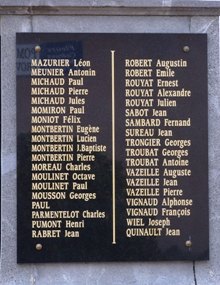 MAZURIER Léon
MEUNIER Antonin
MICHAUD Paul
MICHAUD Pierre
MICHAUD Jules
MOMIRON Paul
MONIOT Félix
MONTBERTIN Eugène
MONTBERTIN Lucien
MONTBERTIN J.Baptiste
MONTBERTIN Pierre
MOREAU Charles
MOULINET Octave
MOULINET Paul
MOUSSON Georges
PAUL
PARMENTELOT Charles
PUMONT Henri
RABRET Jean
ROBERT Augustin
ROBERT Emile
ROUYAT Ernest
ROUYAT Alexandre
ROUYAT Julien
SABOT Jean
SAMBARD Fernand
SUREAU Jean
TRONGIER Georges
TROUBAT Georges
TROUBAT Antoine
VAZEILLE Auguste
VAZEILLE Jean
VAZEILLE Pierre
VIGNAUD Alphonse
VIGNAUD François
WIEL Joseph
QUINAULT Jean